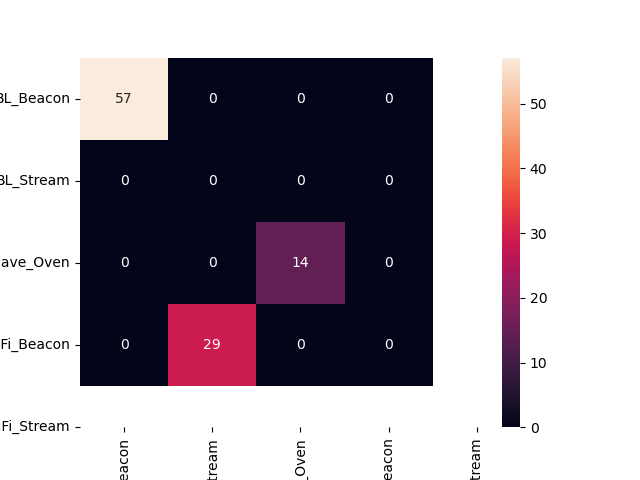 BL_Beacon
57 0 0 0
BL_Stream
0 0 0 0
ave_Oven
0 0 14 0
Fi_Beacon
0 29 0 0
Fi_Stream
eacon
tream
_Oven
eacon
tream
50
40
30
20
10
0